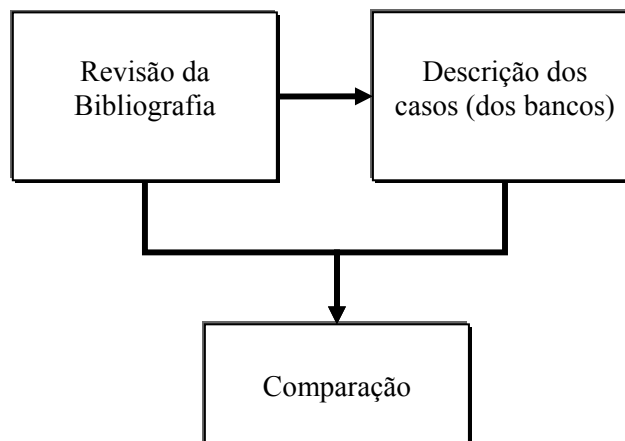 Revisão da
Bibliografia
Descrição dos
casos (dos bancos)
Comparação